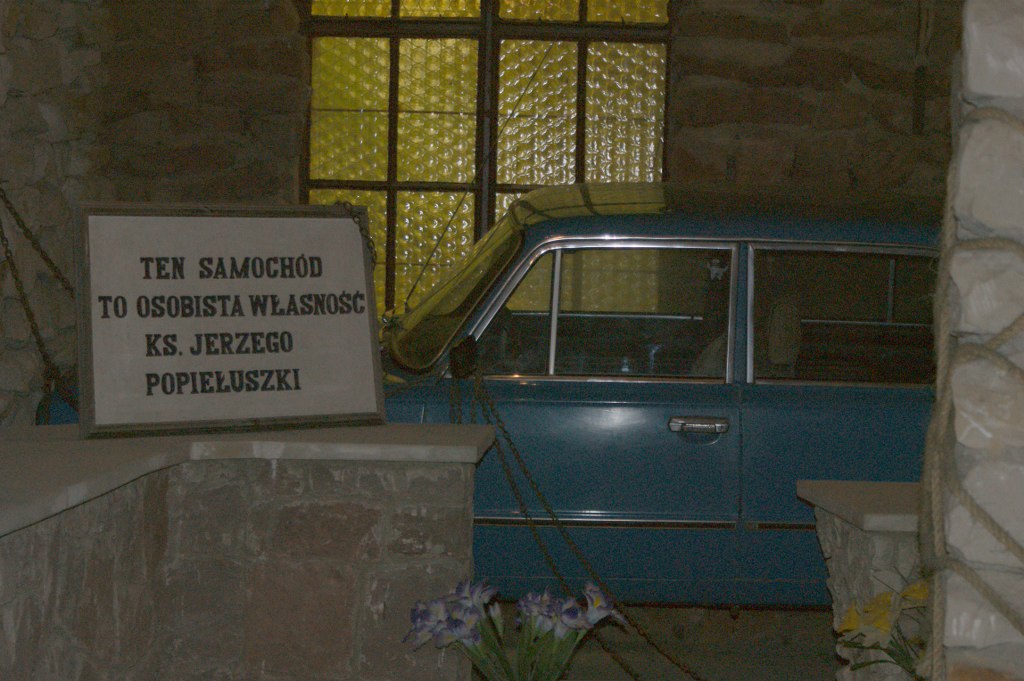 TEN SAMOCHÓD
TO OSOBISTA WŁASNOŚĆ
KS. JERZEGO
POPIEŁUSZKI